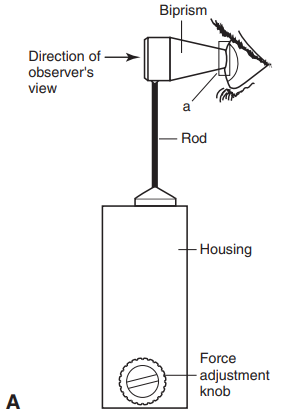 Biprism
Direction of
observer's
view
a
Rod
Housing
Force
adjustment
knob
A